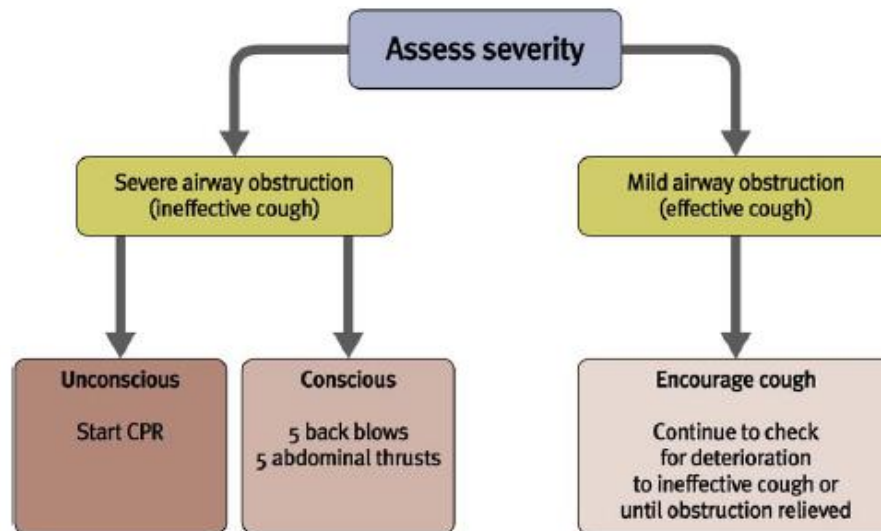 Assess severity
Severe airway obstruction
(ineffective cough)
Mild airway obstruction
(effective cough)
Unconscious
Start CPR
Conscious
5 back blows
5 abdominal thrusts
Encourage cough
Continue to check
for deterioration
to ineffective cough or
until obstruction relieved